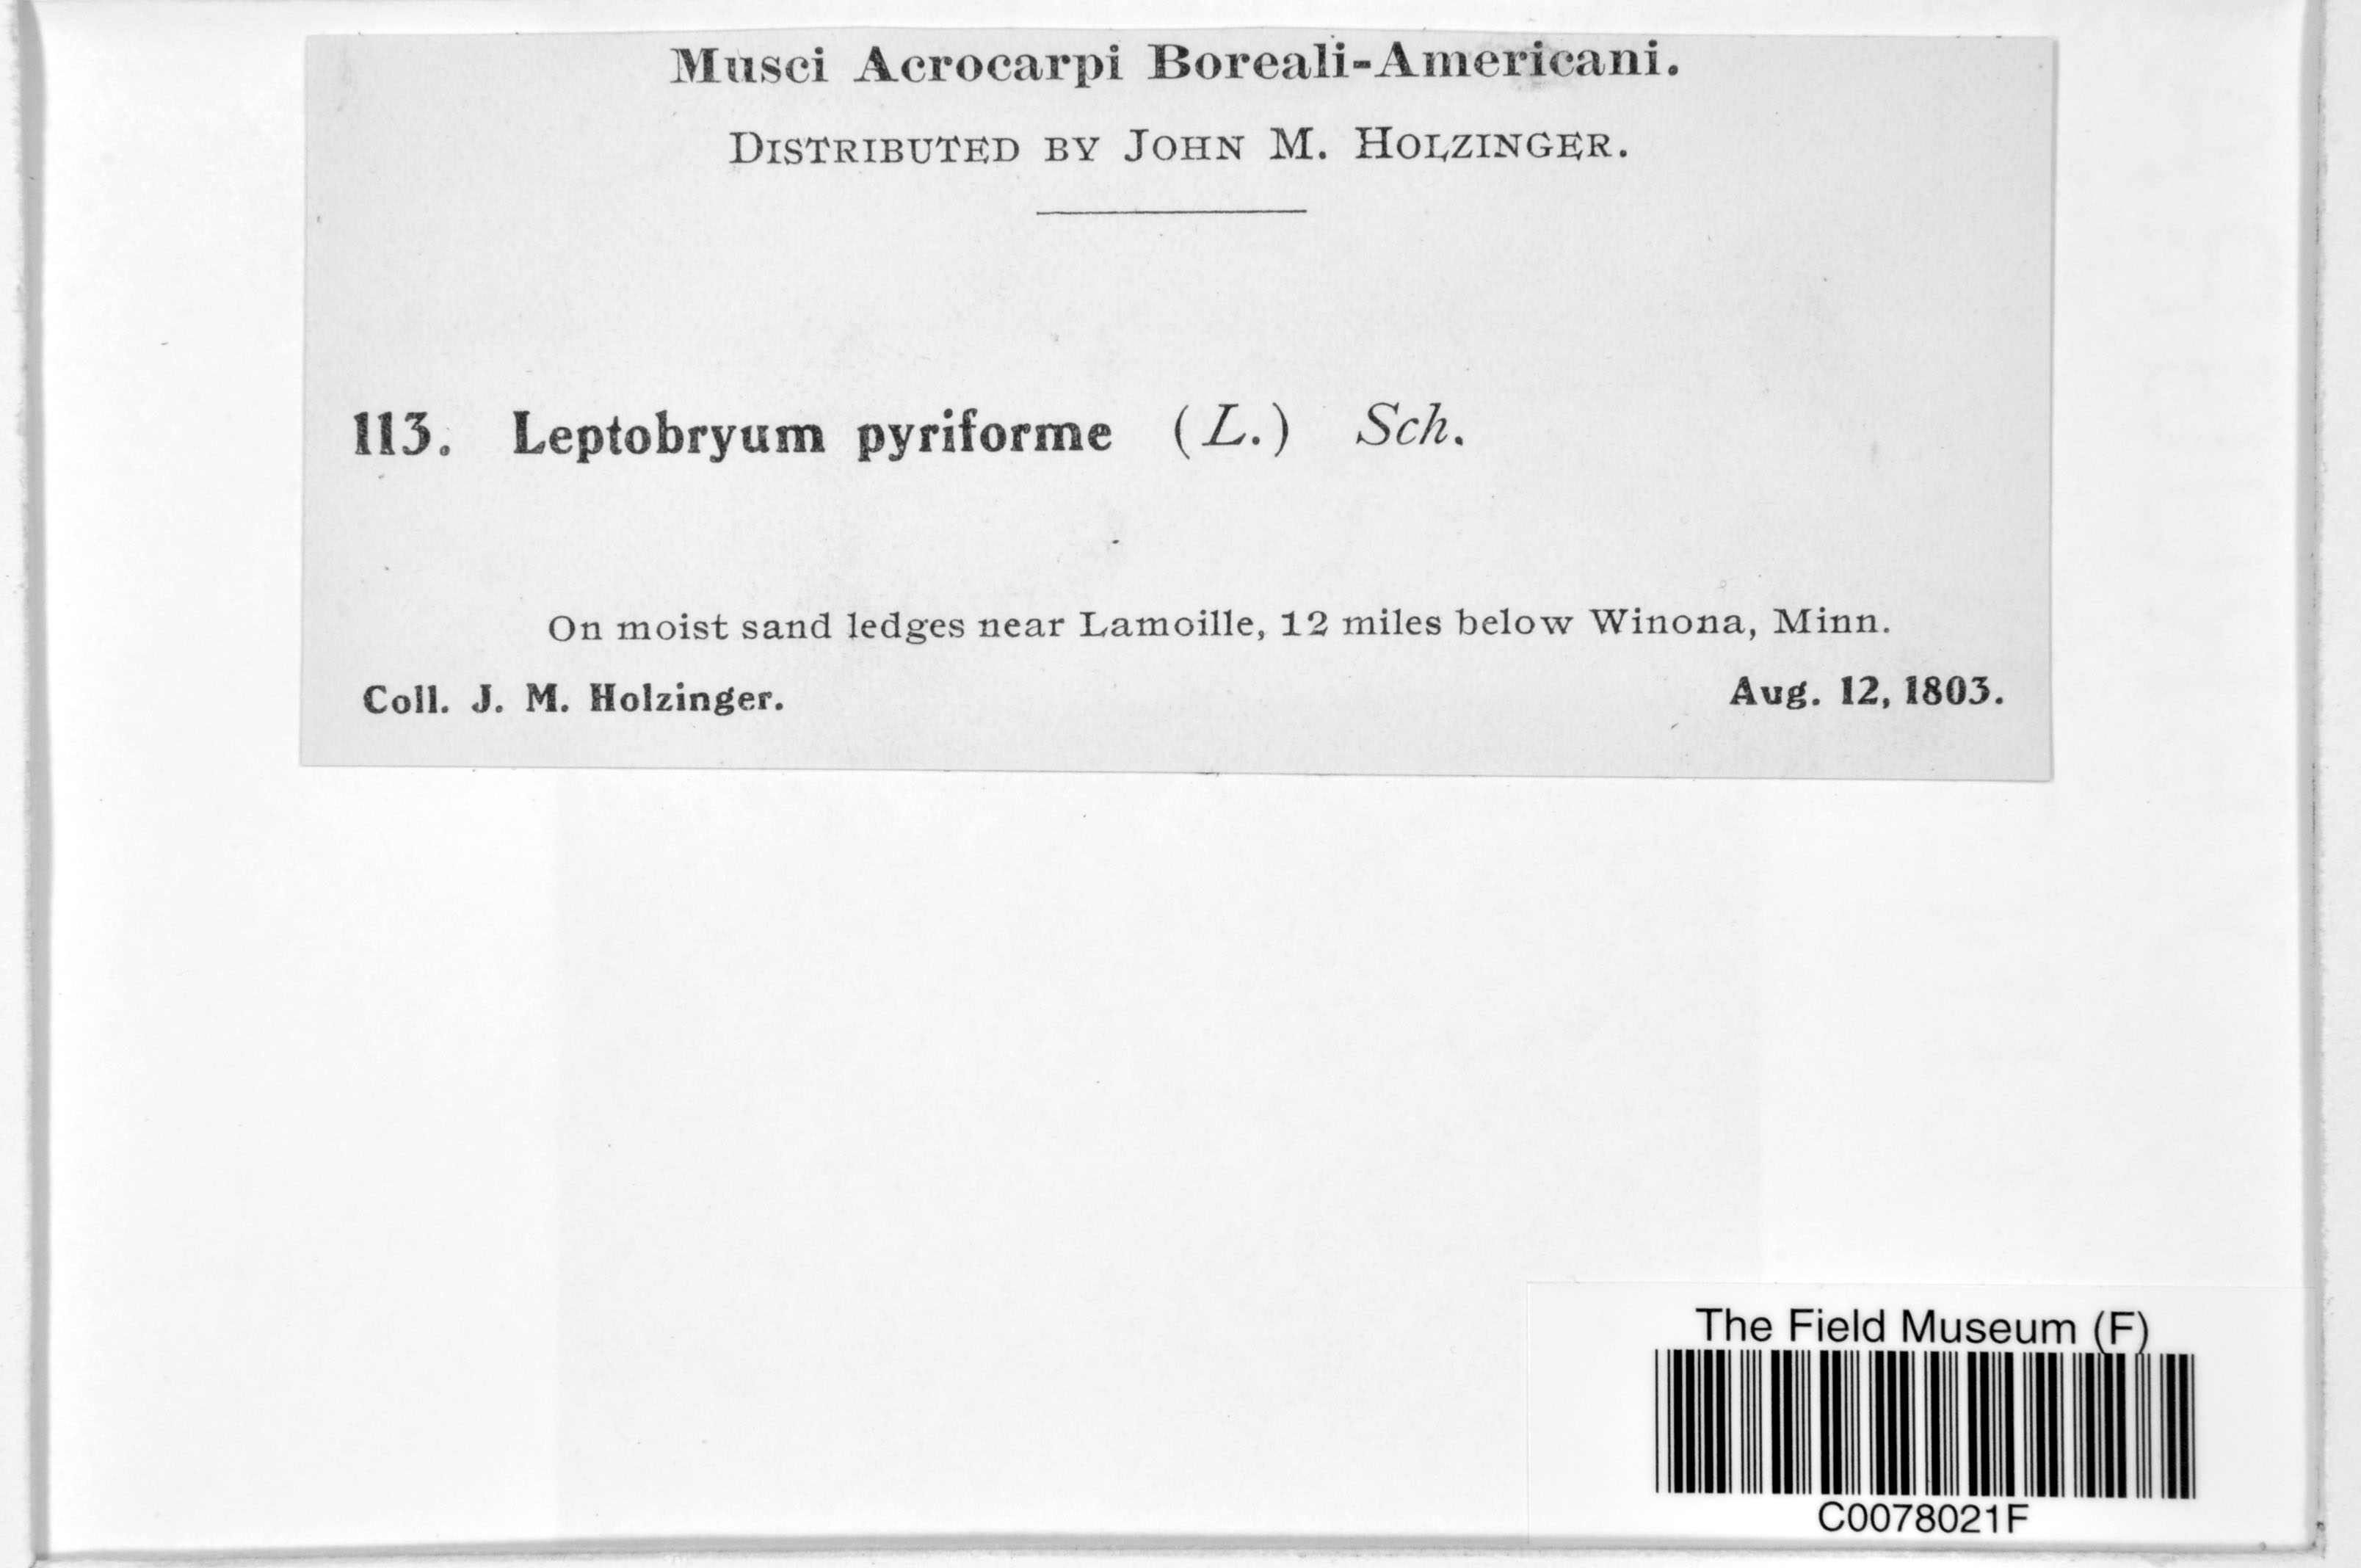 Musci Acrocarpi Boreali-Americani.
Distributed by John M. Holzinger.
113. Leptobryum pyriforme (L.) Sch.
On moist sand ledges near Lamoille, 12 miles below Winona, Minn.
Coll. J. M. Holzinger. Aug. 12, 1803.
The Field Museum (F)
C0078021F